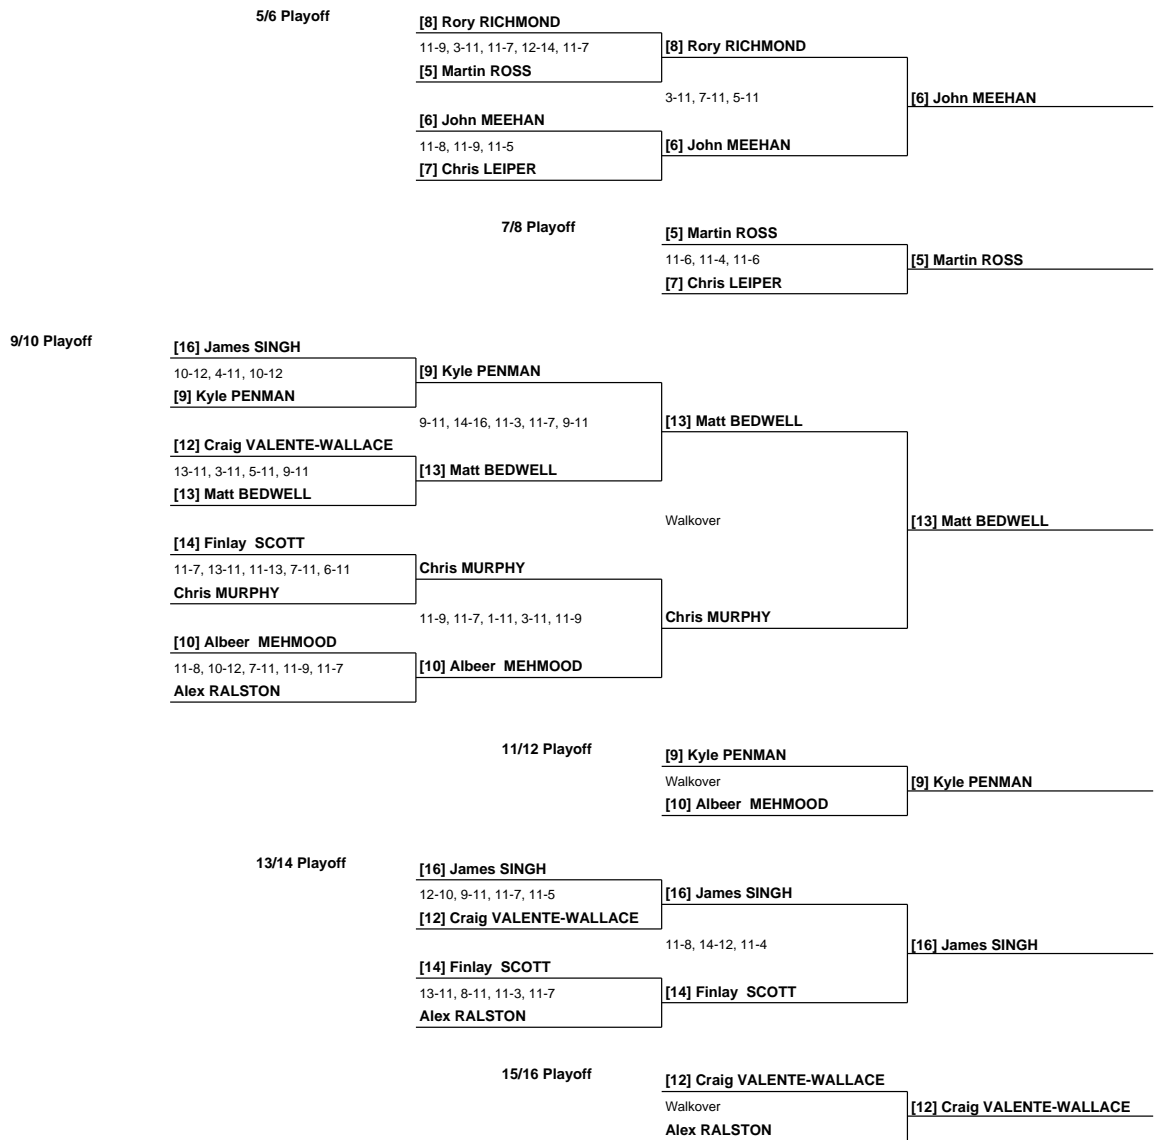 5/6 Playoff
[8] Rory RICHMOND
11-9, 3-11, 11-7, 12-14, 11-7
[5] Martin ROSS
[8] Rory RICHMOND
3-11, 7-11, 5-11
[6] John MEEHAN
[6] John MEEHAN
11-8, 11-9, 11-5
[7] Chris LEIPER
[6] John MEEHAN
7/8 Playoff
[5] Martin ROSS
11-6, 11-4, 11-6
[7] Chris LEIPER
[5] Martin ROSS
9/10 Playoff
[16] James SINGH
10-12, 4-11, 10-12
[9] Kyle PENMAN
[9] Kyle PENMAN
9-11, 14-16, 11-3, 11-7, 9-11
[13] Matt BEDWELL
[12] Craig VALENTE-WALLACE
13-11, 3-11, 5-11, 9-11
[13] Matt BEDWELL
[13] Matt BEDWELL
Walkover
[13] Matt BEDWELL
[14] Finlay  SCOTT
11-7, 13-11, 11-13, 7-11, 6-11
Chris MURPHY
Chris MURPHY
11-9, 11-7, 1-11, 3-11, 11-9
Chris MURPHY
[10] Albeer  MEHMOOD
11-8, 10-12, 7-11, 11-9, 11-7
Alex RALSTON
[10] Albeer  MEHMOOD
11/12 Playoff
[9] Kyle PENMAN
Walkover
[10] Albeer  MEHMOOD
[9] Kyle PENMAN
13/14 Playoff
[16] James SINGH
12-10, 9-11, 11-7, 11-5
[12] Craig VALENTE-WALLACE
[16] James SINGH
11-8, 14-12, 11-4
[16] James SINGH
[14] Finlay  SCOTT
13-11, 8-11, 11-3, 11-7
Alex RALSTON
[14] Finlay  SCOTT
15/16 Playoff
[12] Craig VALENTE-WALLACE
Walkover
Alex RALSTON
[12] Craig VALENTE-WALLACE